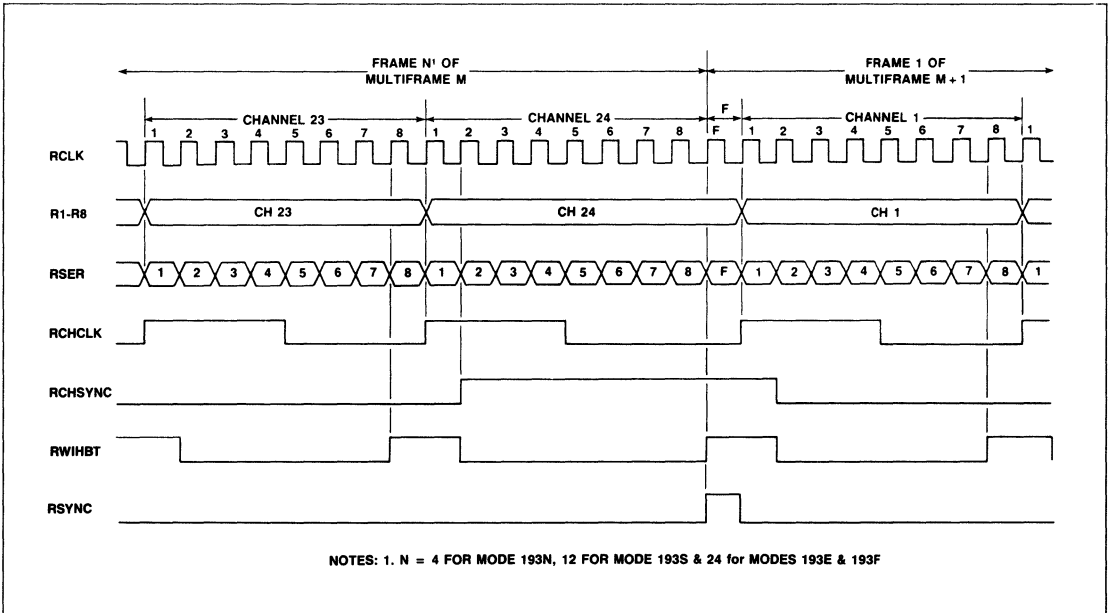 FRAME N¹ OF
MULTIFRAME M
FRAME 1 OF
MULTIFRAME M + 1
CHANNEL 23
CHANNEL 24
F
CHANNEL 1
RCLK
1 2 3 4 5 6 7 8 1 2 3 4 5 6 7 8 F 1 2 3 4 5 6 7 8 1
R1-R8
CH 23
CH 24
CH 1
RSER
1 2 3 4 5 6 7 8 1 2 3 4 5 6 7 8 F 1 2 3 4 5 6 7 8 1
RCHCLK
RCHSYNC
RWIHBT
RSYNC
NOTES: 1. N = 4 FOR MODE 193N, 12 FOR MODE 193S & 24 for MODES 193E & 193F